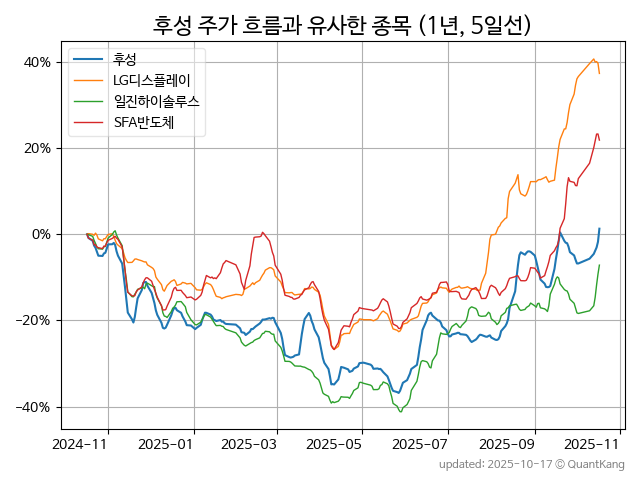 후성 주가 흐름과 유사한 종목 (1년, 5일선)
후성
LG디스플레이
일진하이솔루스
SFA반도체
40%
20%
0%
−20%
−40%
2024-11 2025-01 2025-03 2025-05 2025-07 2025-09 2025-11
updated: 2025-10-17 © QuantKang